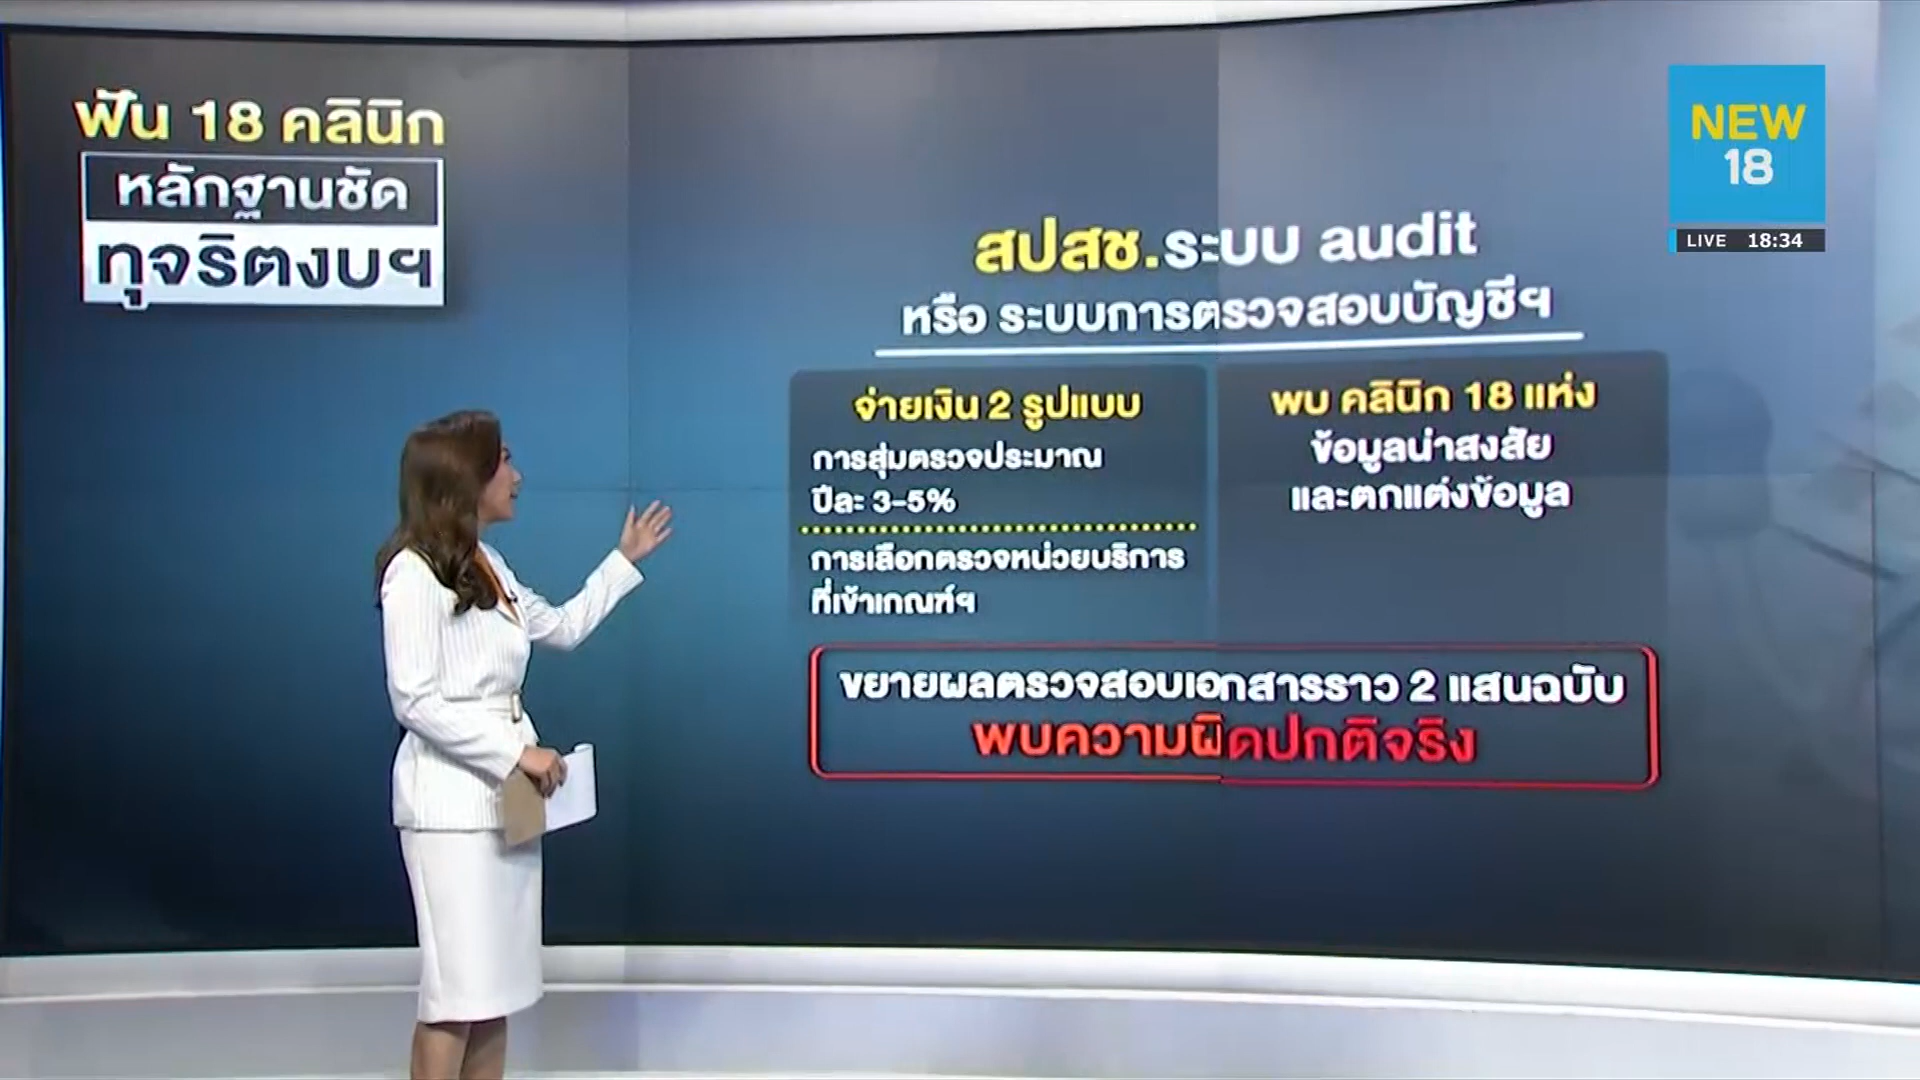 ฟัน 18 คลินิก
หลักฐานชัด
ทุจริตงบฯ
NEW
18
LIVE 18:34
สปสช.ระบบ audit
หรือ ระบบการตรวจสอบบัญชีฯ
จ่ายเงิน 2 รูปแบบ
การสุ่มตรวจประมาณ
ปีละ 3-5%
การเลือกตรวจหน่วยบริการ
ที่เข้าเกณฑ์ฯ
พบ คลินิก 18 แห่ง
ข้อมูลน่าสงสัย
และตกแต่งข้อมูล
ขยายผลตรวจสอบเอกสารราว 2 แสนฉบับ
พบความผิดปกติจริง